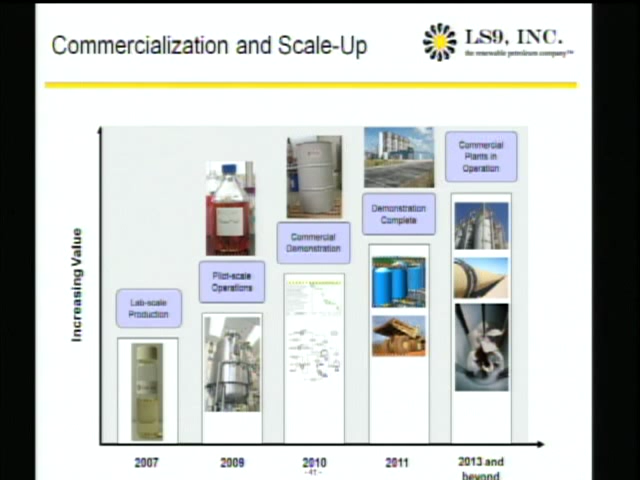 Commercialization and Scale-Up
LS9, INC.
the renewable petroleum company™
Commercial
Plants in
Operation
Demonstration
Complete
Commercial
Demonstration
Pilot-scale
Operations
Lab-scale
Production
Increasing Value
2007
2009
2010
2011
2013 and
beyond
- 41 -